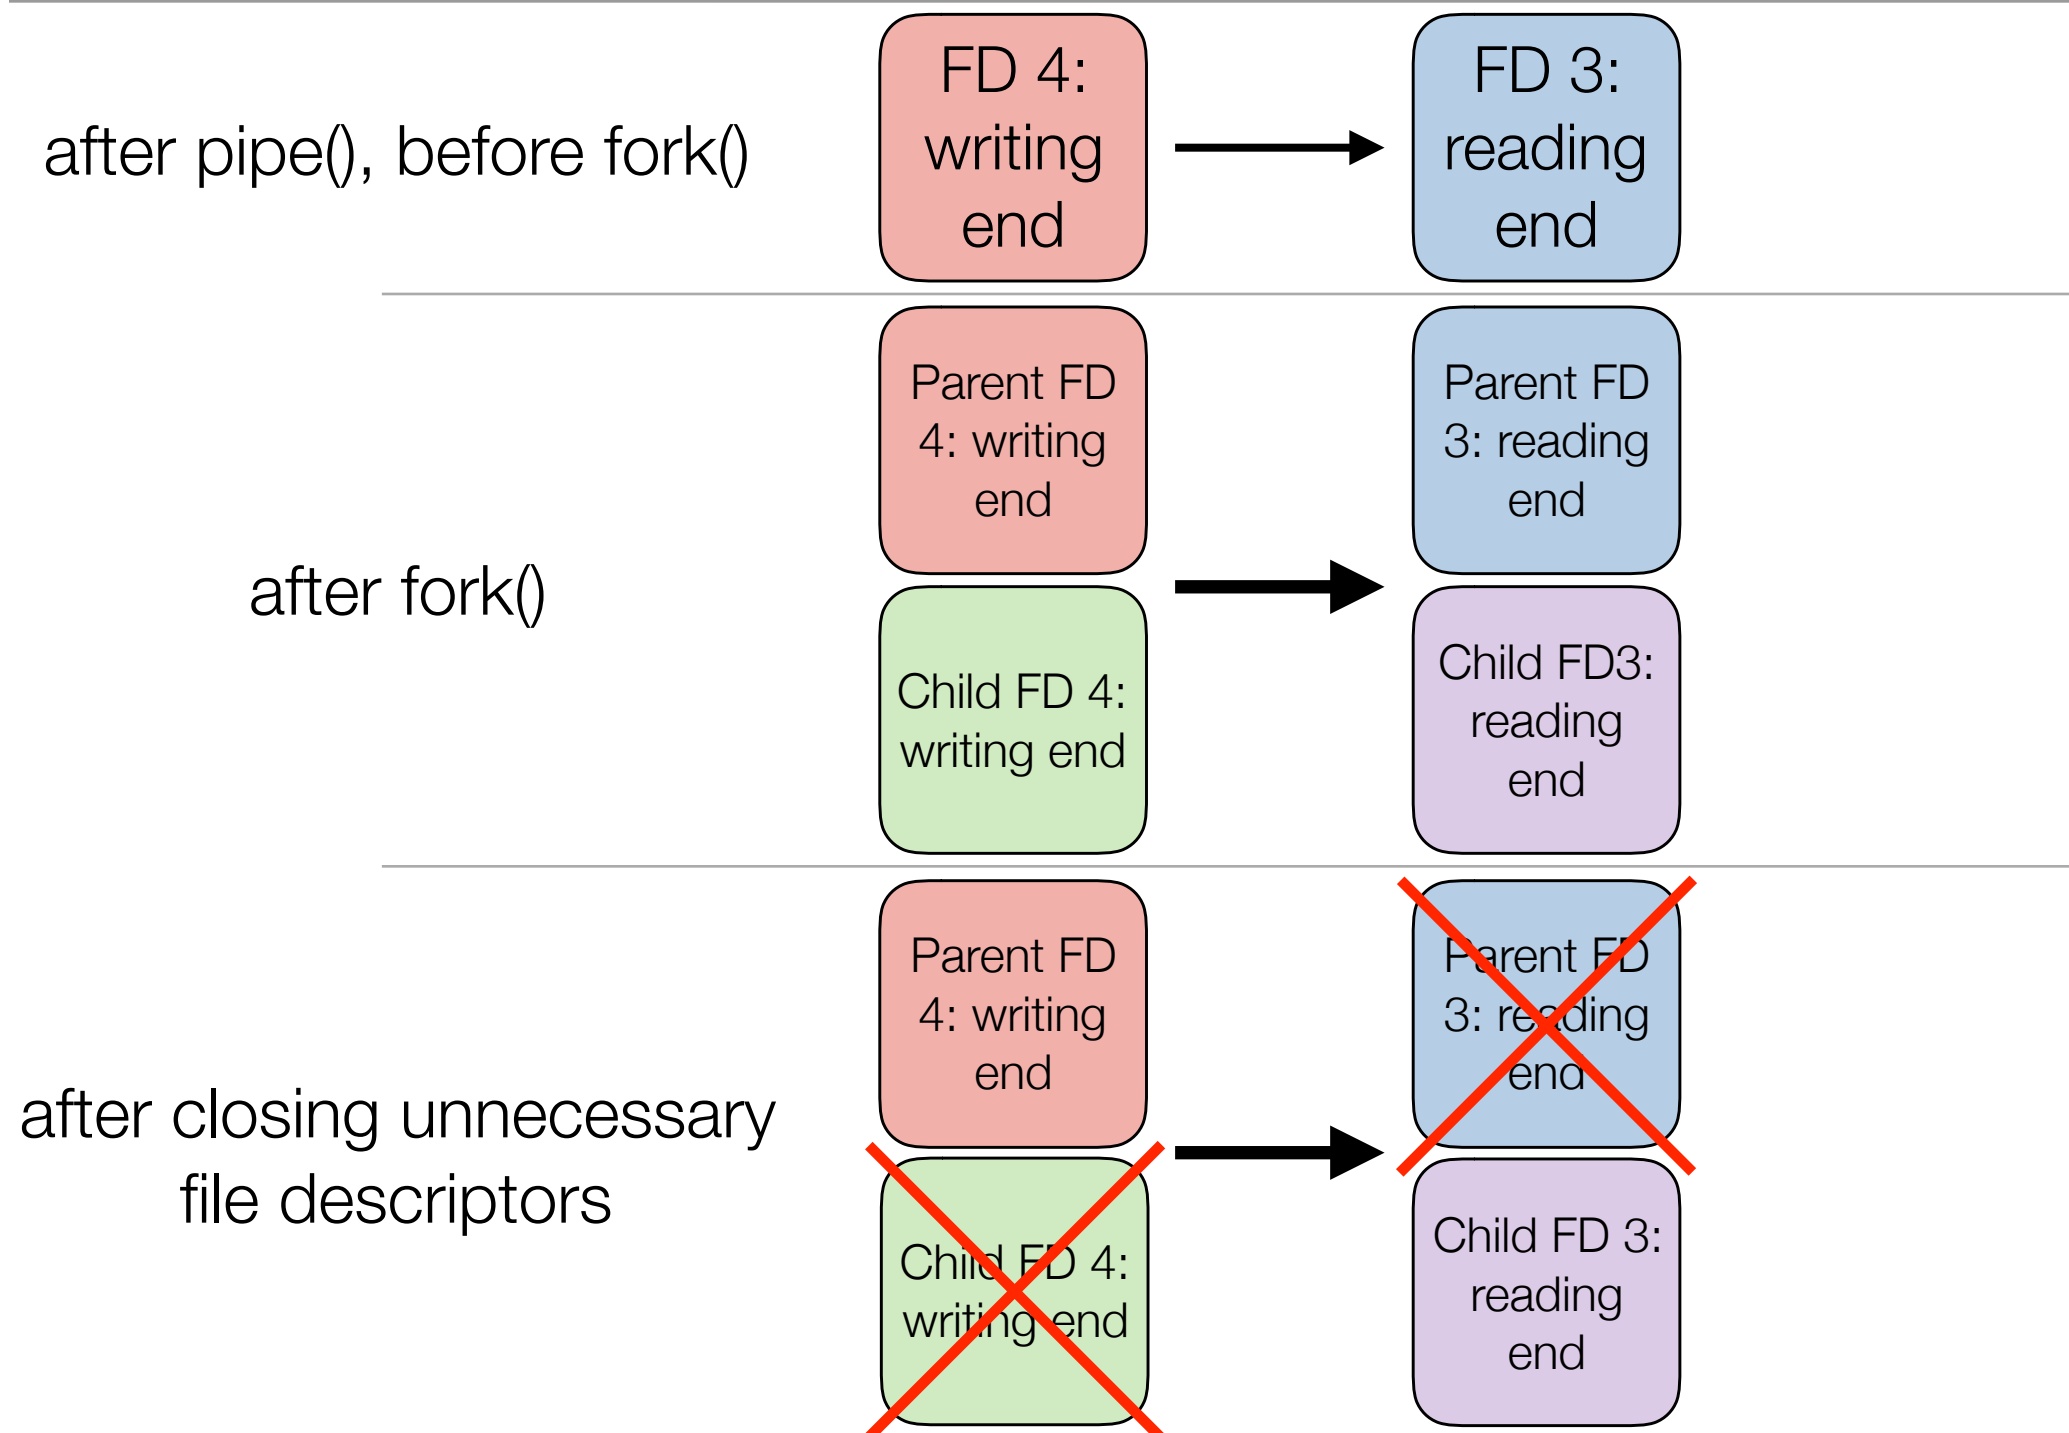 after pipe(), before fork()
FD 4:
writing
end
FD 3:
reading
end
after fork()
Parent FD
4: writing
end
Parent FD
3: reading
end
Child FD 4:
writing end
Child FD3:
reading
end
after closing unnecessary
file descriptors
Parent FD
4: writing
end
Parent FD
3: reading
end
Child FD 4:
writing end
Child FD 3:
reading
end